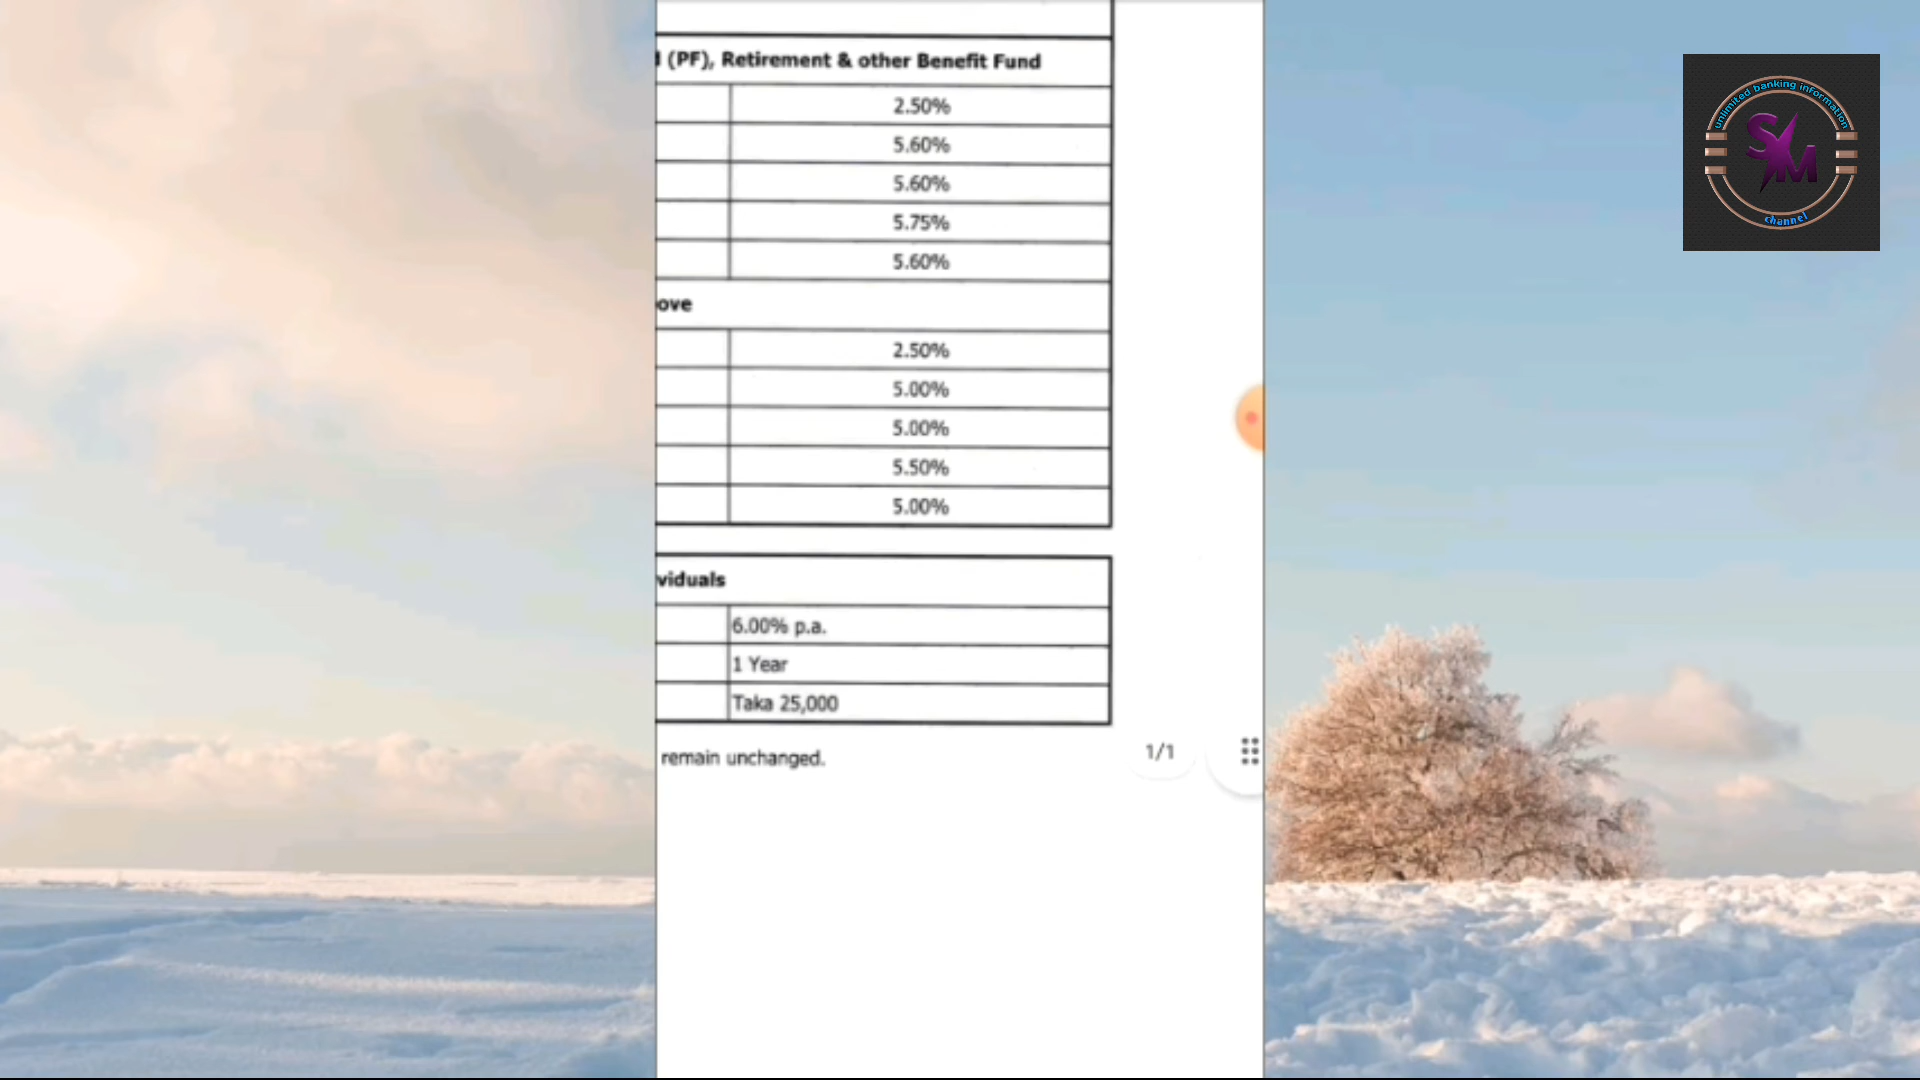 (PF), Retirement & other Benefit Fund
2.50%
5.60%
5.60%
5.75%
5.60%
ove
2.50%
5.00%
5.00%
5.50%
5.00%
viduals
6.00% p.a.
1 Year
Taka 25,000
remain unchanged.
1/1
unlimited banking information
SM
channel